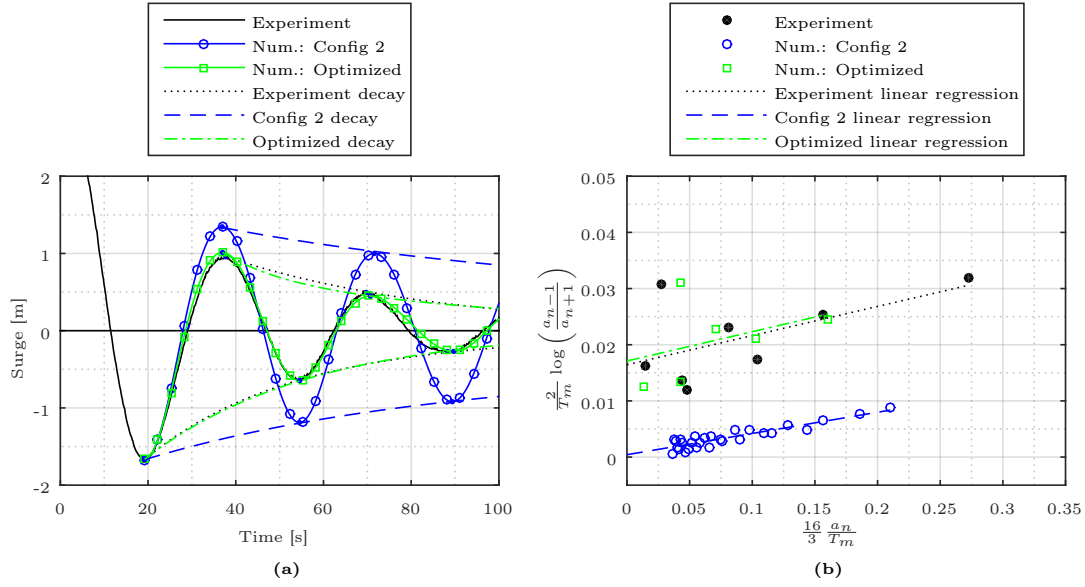 Experiment
Num.: Config 2
Num.: Optimized
Experiment decay
Config 2 decay
Optimized decay
2
1
0
-1
-2
Surge [m]
0 20 40 60 80 100
Time [s]
(a)
Experiment
Num.: Config 2
Num.: Optimized
Experiment linear regression
Config 2 linear regression
Optimized linear regression
0.05
0.04
0.03
0.02
0.01
0
2/T_m log (a_{n-1}/a_{n+1})
0 0.05 0.1 0.15 0.2 0.25 0.3 0.35
16/3 a_n/T_m
(b)